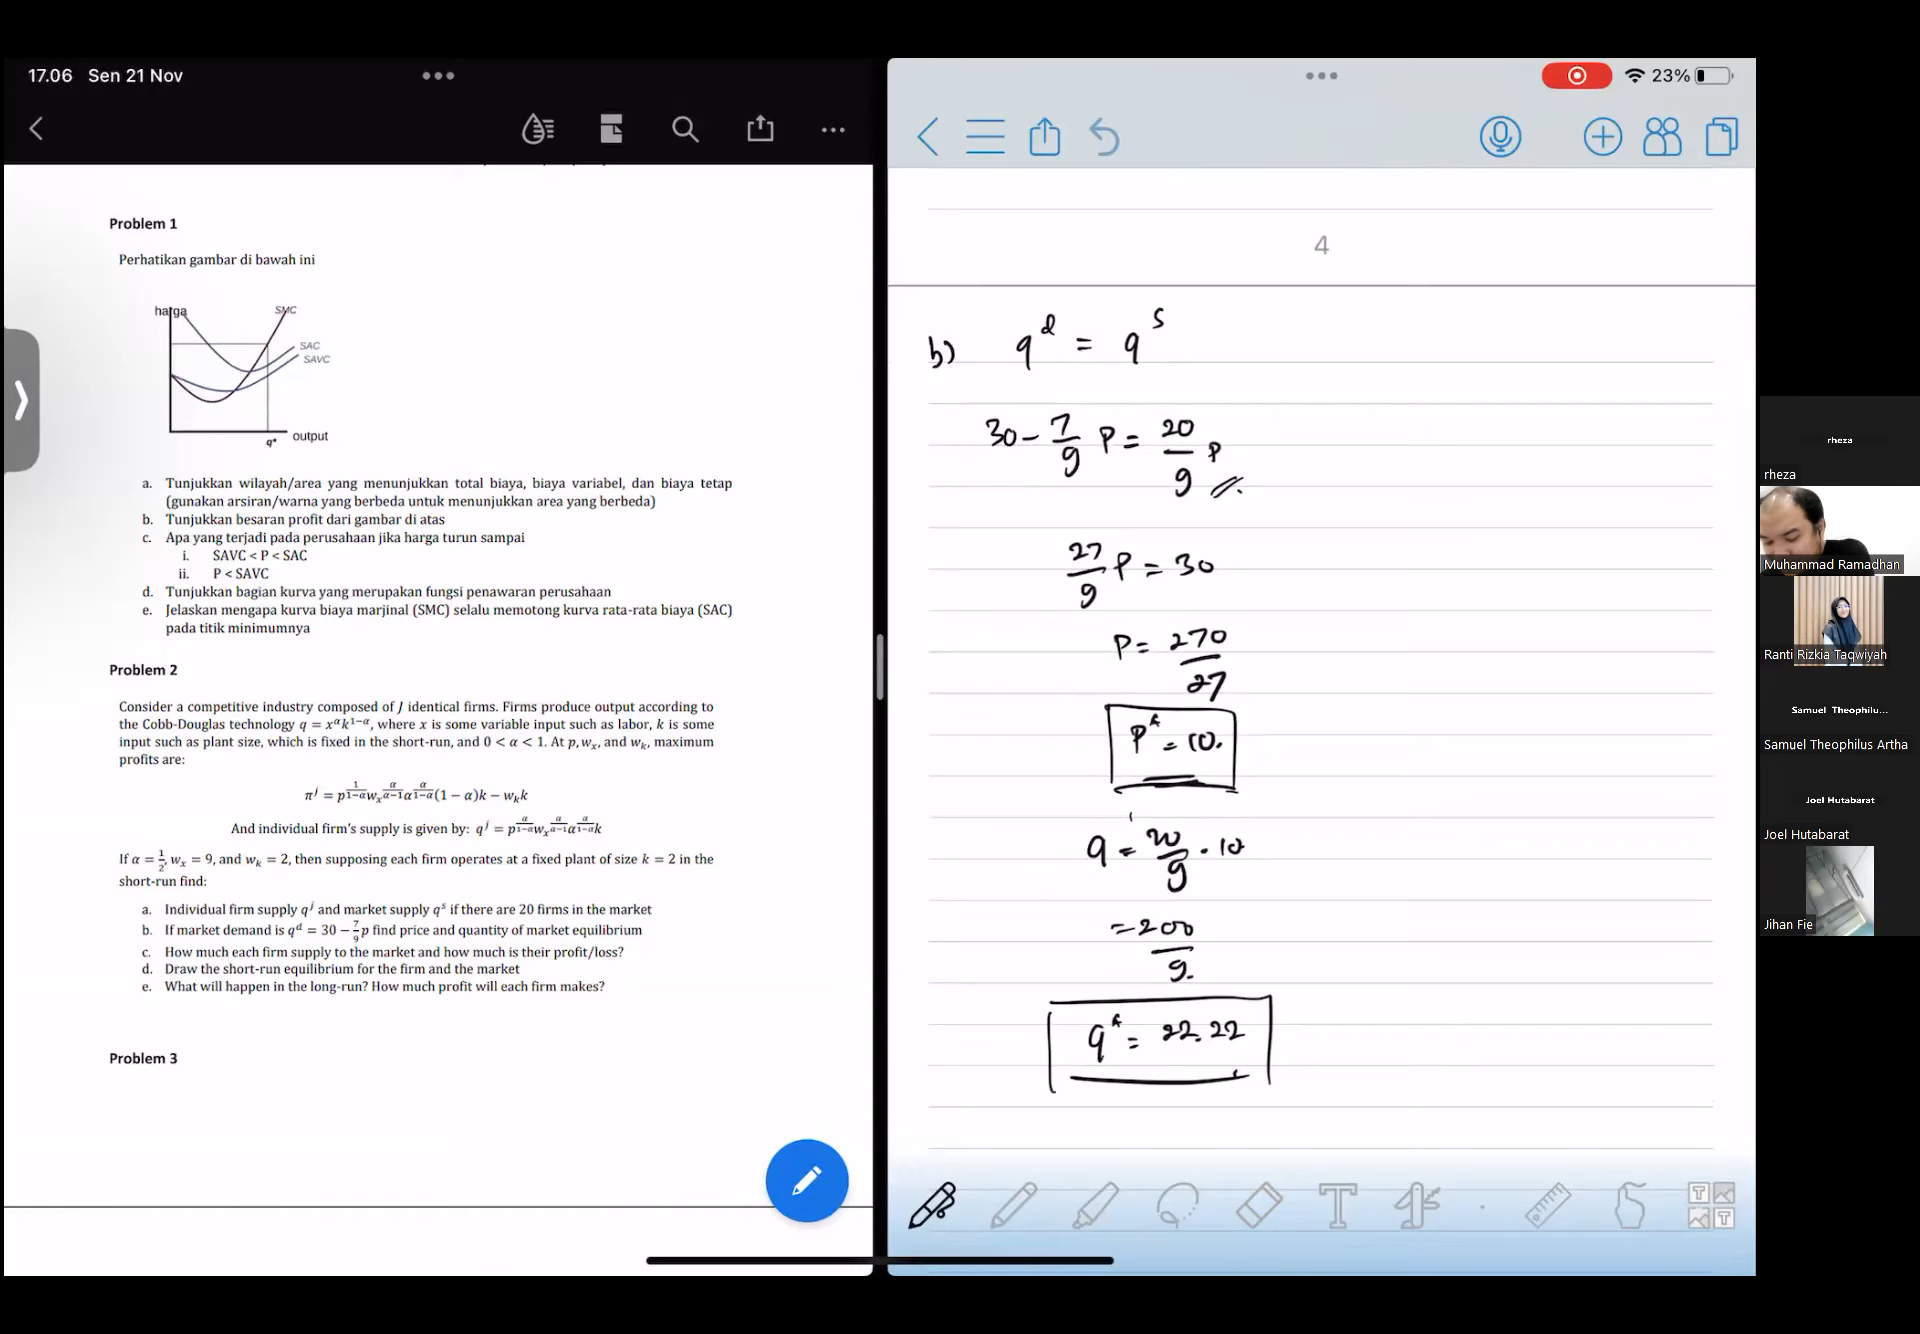 17.06 Sen 21 Nov
23%
Problem 1
Perhatikan gambar di bawah ini
harga
SMC
SAC
SAVC
q*
output
a. Tunjukkan wilayah/area yang menunjukkan total biaya, biaya variabel, dan biaya tetap
(gunakan arsiran/warna yang berbeda untuk menunjukkan area yang berbeda)
b. Tunjukkan besaran profit dari gambar di atas
c. Apa yang terjadi pada perusahaan jika harga turun sampai
i. SAVC < P < SAC
ii. P < SAVC
d. Tunjukkan bagian kurva yang merupakan fungsi penawaran perusahaan
e. Jelaskan mengapa kurva biaya marjinal (SMC) selalu memotong kurva rata-rata biaya (SAC)
pada titik minimumnya
Problem 2
Consider a competitive industry composed of J identical firms. Firms produce output according to
the Cobb-Douglas technology q = x^α k^{1−α}, where x is some variable input such as labor, k is some
input such as plant size, which is fixed in the short-run, and 0 < α < 1. At p, w_x, and w_k, maximum
profits are:
π^j = p^{1/(1−α)} w_x^{α/(α−1)} α^{α/(1−α)} (1 − α)k − w_k k
And individual firm's supply is given by: q^j = p^{α/(1−α)} w_x^{α/(α−1)} α^{α/(1−α)} k
If α = 1/2, w_x = 9, and w_k = 2, then supposing each firm operates at a fixed plant of size k = 2 in the
short-run find:
a. Individual firm supply q^j and market supply q^s if there are 20 firms in the market
b. If market demand is q^d = 30 − 7/9 p find price and quantity of market equilibrium
c. How much each firm supply to the market and how much is their profit/loss?
d. Draw the short-run equilibrium for the firm and the market
e. What will happen in the long-run? How much profit will each firm makes?
Problem 3
4
b) q^d = q^s
30 − 7/9 P = 20/9 P
27/9 P = 30
P = 270/27
P* = 10.
q = 20/9 · 10
= 200/9
q* = 22.22
rheza
rheza
Muhammad Ramadhan
Ranti Rizkia Taqwiyah
Samuel Theophilu...
Samuel Theophilus Artha
Joel Hutabarat
Joel Hutabarat
Jihan Fie